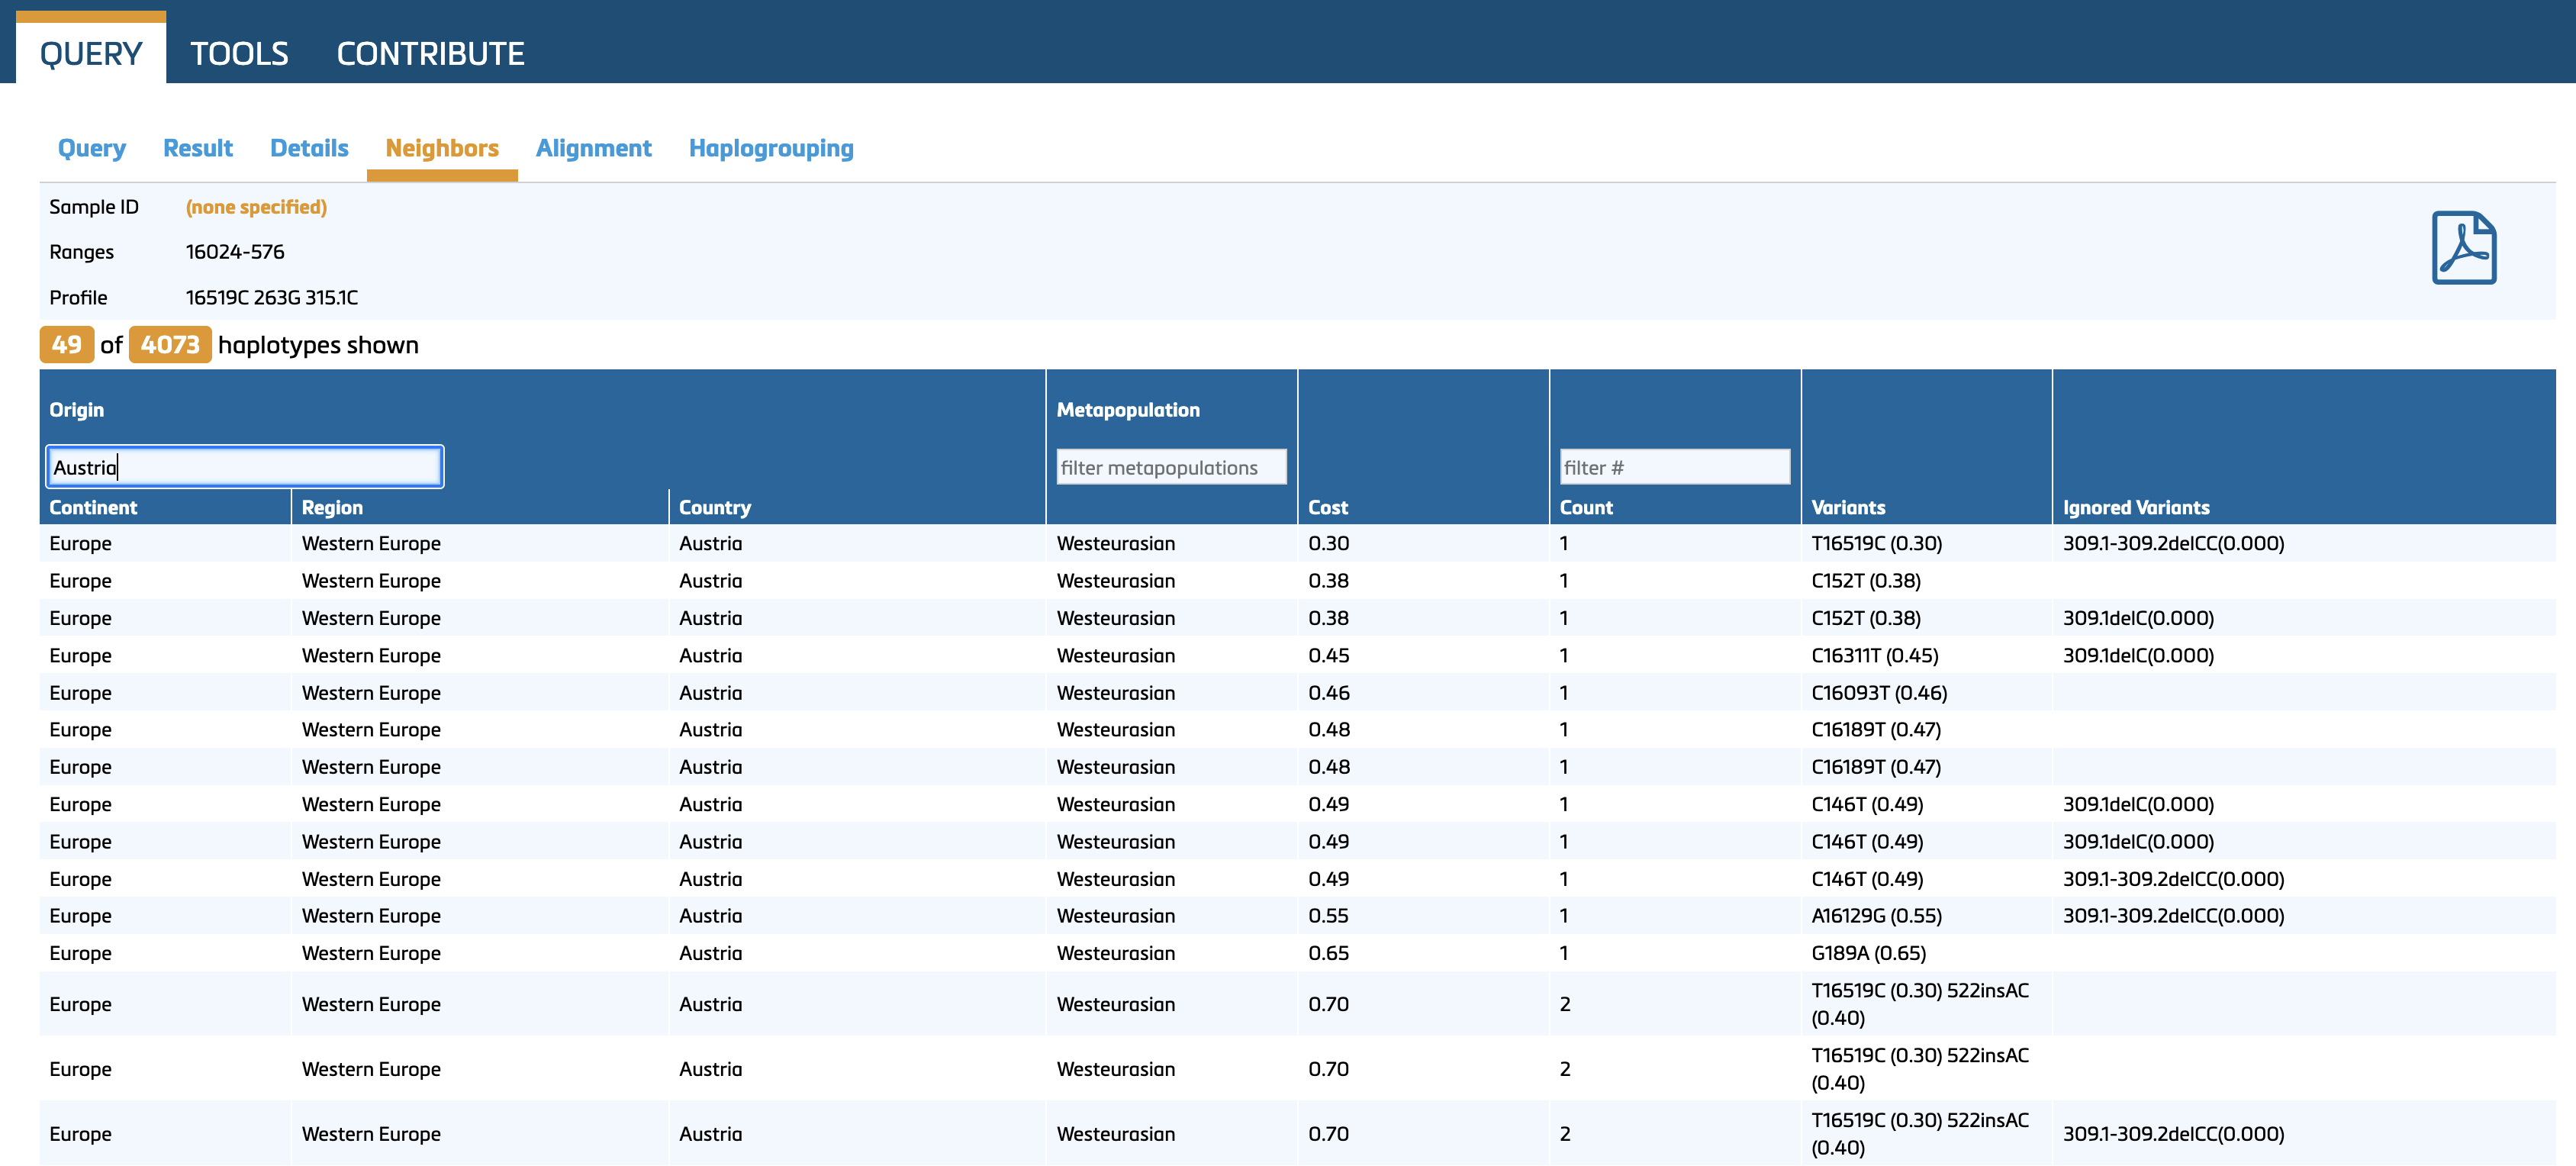 QUERY TOOLS CONTRIBUTE
Query Result Details Neighbors Alignment Haplogrouping
Sample ID (none specified)
Ranges 16024-576
Profile 16519C 263G 315.1C
49 of 4073 haplotypes shown
Origin Metapopulation
Austria filter metapopulations filter #
Continent Region Country Cost Count Variants Ignored Variants
Europe Western Europe Austria Westeurasian 0.30 1 T16519C (0.30) 309.1-309.2delCC(0.000)
Europe Western Europe Austria Westeurasian 0.38 1 C152T (0.38)
Europe Western Europe Austria Westeurasian 0.38 1 C152T (0.38) 309.1delC(0.000)
Europe Western Europe Austria Westeurasian 0.45 1 C16311T (0.45) 309.1delC(0.000)
Europe Western Europe Austria Westeurasian 0.46 1 C16093T (0.46)
Europe Western Europe Austria Westeurasian 0.48 1 C16189T (0.47)
Europe Western Europe Austria Westeurasian 0.48 1 C16189T (0.47)
Europe Western Europe Austria Westeurasian 0.49 1 C146T (0.49) 309.1delC(0.000)
Europe Western Europe Austria Westeurasian 0.49 1 C146T (0.49) 309.1delC(0.000)
Europe Western Europe Austria Westeurasian 0.49 1 C146T (0.49) 309.1-309.2delCC(0.000)
Europe Western Europe Austria Westeurasian 0.55 1 A16129G (0.55) 309.1-309.2delCC(0.000)
Europe Western Europe Austria Westeurasian 0.65 1 G189A (0.65)
Europe Western Europe Austria Westeurasian 0.70 2 T16519C (0.30) 522insAC
(0.40)
Europe Western Europe Austria Westeurasian 0.70 2 T16519C (0.30) 522insAC
(0.40)
Europe Western Europe Austria Westeurasian 0.70 2 T16519C (0.30) 522insAC
(0.40) 309.1-309.2delCC(0.000)